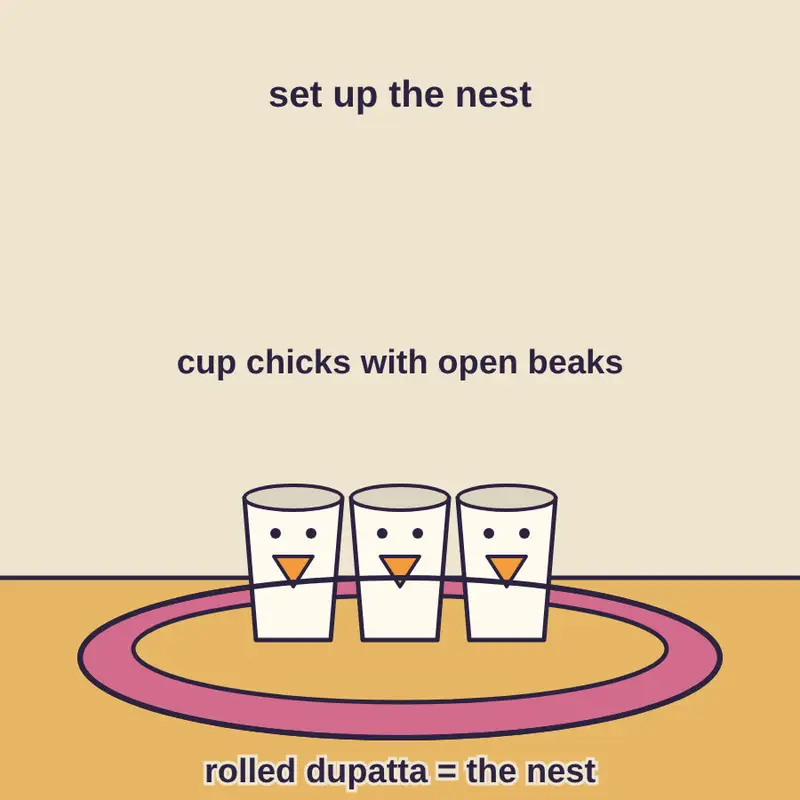 set up the nest
cup chicks with open beaks
rolled dupatta = the nest